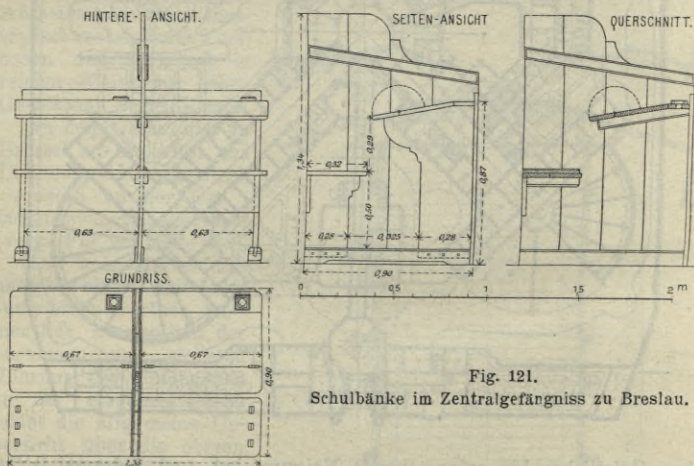 HINTERE-ANSICHT.
SEITEN-ANSICHT
QUERSCHNITT.
0,63
0,63
1,34
0,32
0,29
0,50
0,87
0,28
0,325
0,28
0,90
GRUNDRISS.
0
0,5
1
1,5
2 m
0,67
0,67
0,90
Fig. 121.
Schulbänke im Zentralgefängniss zu Breslau.